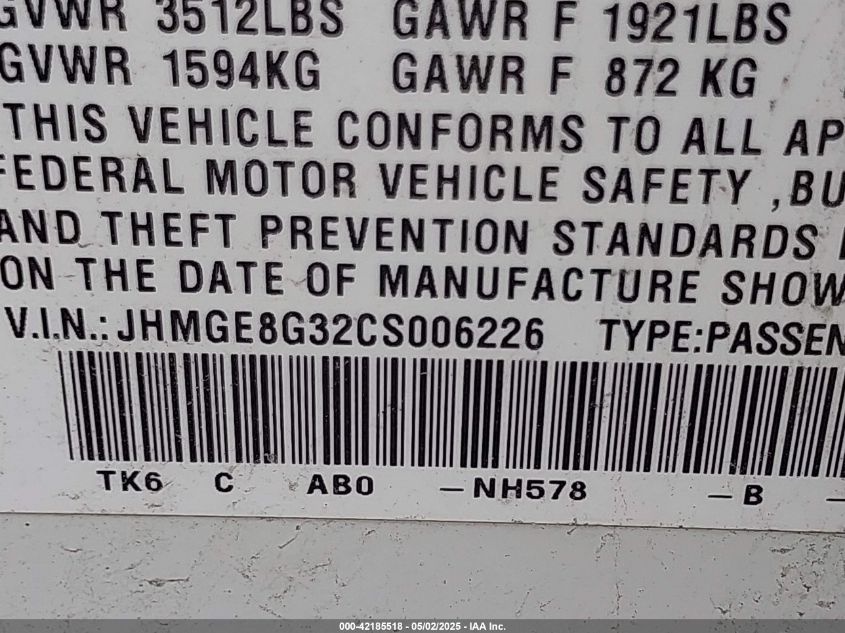 GVWR 3512LBS GAWR F 1921LBS
GVWR 1594KG GAWR F 872 KG
THIS VEHICLE CONFORMS TO ALL AP
FEDERAL MOTOR VEHICLE SAFETY ,BU
AND THEFT PREVENTION STANDARDS
ON THE DATE OF MANUFACTURE SHOW
V.I.N.: JHMGE8G32CS006226 TYPE:PASSEN
TK6 C AB0 -NH578 -B -
000-42185518 - 05/02/2025 - IAA Inc.